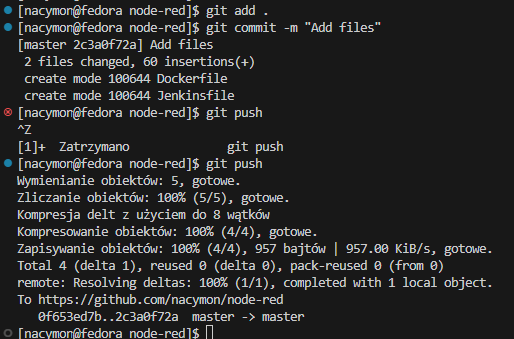 [nacymon@fedora node-red]$ git add .
[nacymon@fedora node-red]$ git commit -m "Add files"
[master 2c3a0f72a] Add files
 2 files changed, 60 insertions(+)
 create mode 100644 Dockerfile
 create mode 100644 Jenkinsfile
[nacymon@fedora node-red]$ git push
^Z
[1]+  Zatrzymano              git push
[nacymon@fedora node-red]$ git push
Wymienianie obiektów: 5, gotowe.
Zliczanie obiektów: 100% (5/5), gotowe.
Kompresja delt z użyciem do 8 wątków
Kompresowanie obiektów: 100% (4/4), gotowe.
Zapisywanie obiektów: 100% (4/4), 957 bajtów | 957.00 KiB/s, gotowe.
Total 4 (delta 1), reused 0 (delta 0), pack-reused 0 (from 0)
remote: Resolving deltas: 100% (1/1), completed with 1 local object.
To https://github.com/nacymon/node-red
   0f653ed7b..2c3a0f72a  master -> master
[nacymon@fedora node-red]$